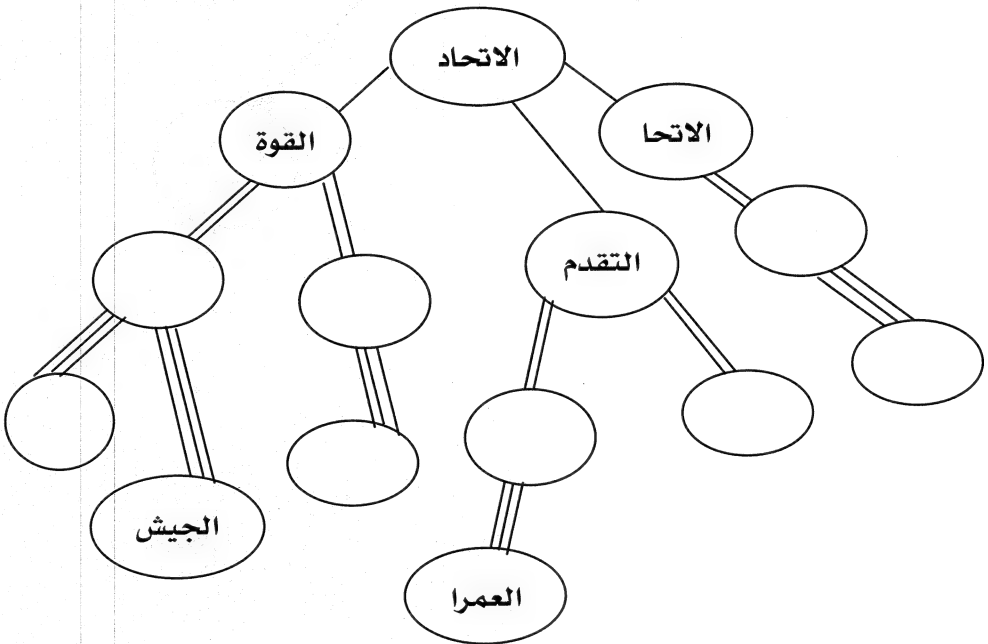 الاتحاد
الاتحا
القوة
التقدم
الجيش
العمرا